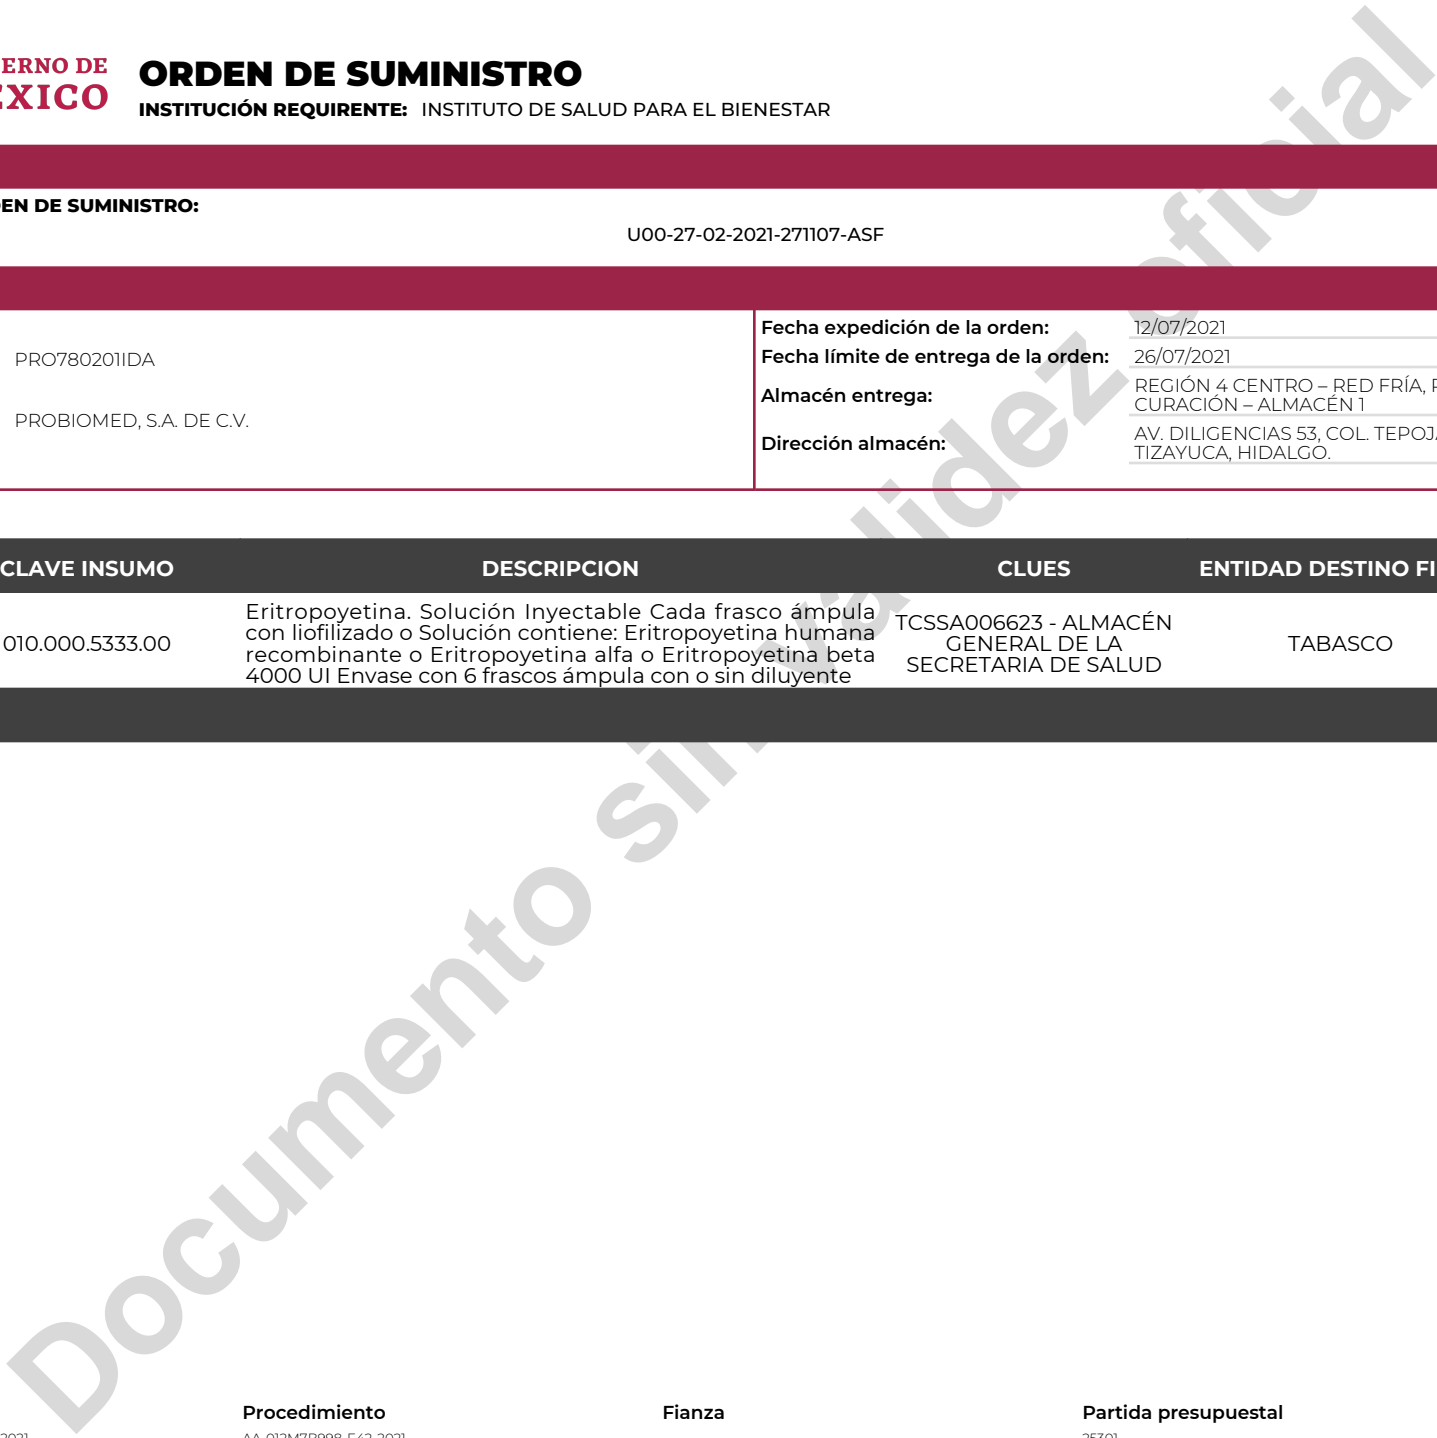 ERNO DE
ÉXICO
ORDEN DE SUMINISTRO
INSTITUCIÓN REQUIRENTE: INSTITUTO DE SALUD PARA EL BIENESTAR
EN DE SUMINISTRO:
U00-27-02-2021-271107-ASF
PRO780201IDA
PROBIOMED, S.A. DE C.V.
Fecha expedición de la orden: 12/07/2021
Fecha límite de entrega de la orden: 26/07/2021
Almacén entrega: REGIÓN 4 CENTRO – RED FRÍA,
CURACIÓN – ALMACÉN 1
Dirección almacén: AV. DILIGENCIAS 53, COL. TEPOJA
TIZAYUCA, HIDALGO.
CLAVE INSUMO DESCRIPCION CLUES ENTIDAD DESTINO FI
010.000.5333.00
Eritropoyetina. Solución Inyectable Cada frasco ámpula
con liofilizado o Solución contiene: Eritropoyetina humana
recombinante o Eritropoyetina alfa o Eritropoyetina beta
4000 UI Envase con 6 frascos ámpula con o sin diluyente
TCSSA006623 - ALMACÉN
GENERAL DE LA
SECRETARIA DE SALUD
TABASCO
Documento sin validez oficial
Procedimiento Fianza Partida presupuestal